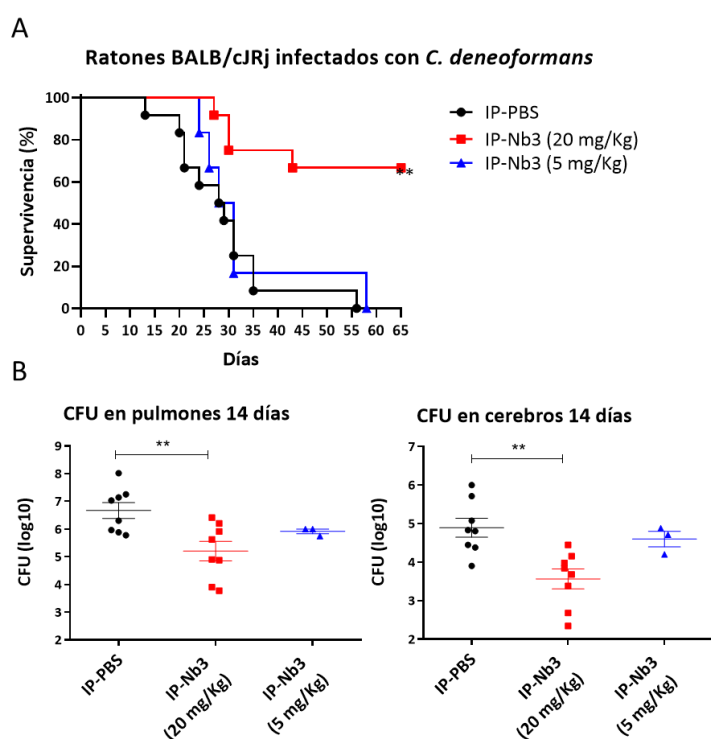 A
Ratones BALB/cJRj infectados con C. deneoformans
Supervivencia (%)
100
80
60
40
20
0
0 5 10 15 20 25 30 35 40 45 50 55 60 65
Días
**
IP-PBS
IP-Nb3 (20 mg/Kg)
IP-Nb3 (5 mg/Kg)
B
CFU en pulmones 14 días
CFU (log10)
9
8
7
6
5
4
3
2
**
IP-PBS
IP-Nb3
(20 mg/Kg)
IP-Nb3
(5 mg/Kg)
CFU en cerebros 14 días
CFU (log10)
7
6
5
4
3
2
**
IP-PBS
IP-Nb3
(20 mg/Kg)
IP-Nb3
(5 mg/Kg)